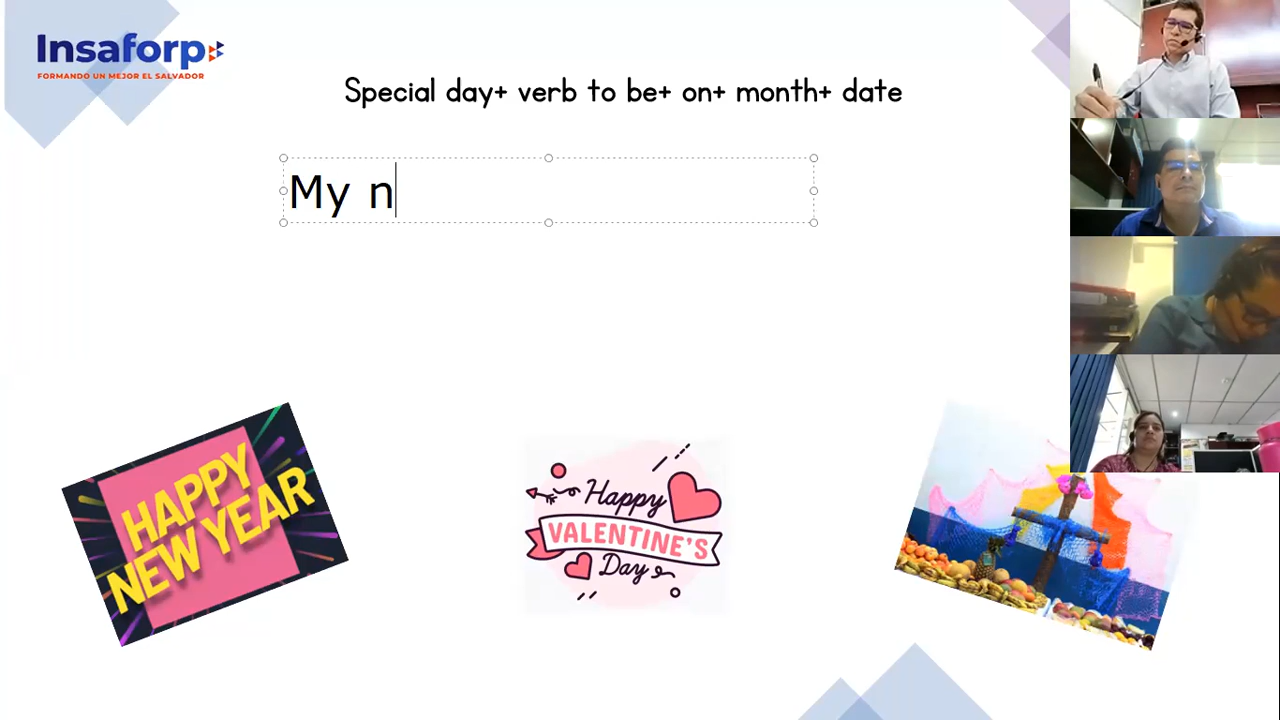 Insaforp
FORMANDO UN MEJOR EL SALVADOR
Special day+ verb to be+ on+ month+ date
My n
HAPPY
NEW YEAR
Happy
VALENTINE'S
Day